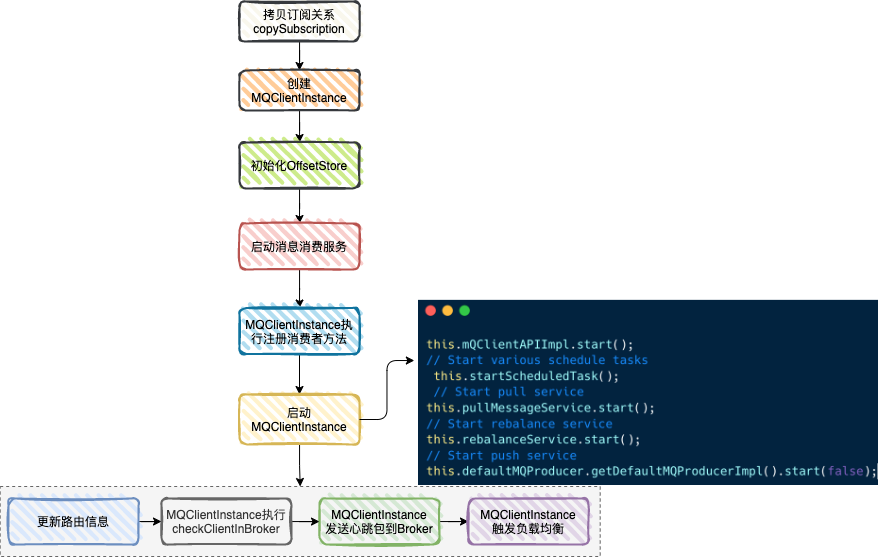 拷贝订阅关系
copySubscription
创建
MQClientInstance
初始化OffsetStore
启动消息消费服务
MQClientInstance执
行注册消费者方法
启动
MQClientInstance
this.mQClientAPIImpl.start();
// Start various schedule tasks
this.startScheduledTask();
// Start pull service
this.pullMessageService.start();
// Start rebalance service
this.rebalanceService.start();
// Start push service
this.defaultMQProducer.getDefaultMQProducerImpl().start(false);
更新路由信息
MQClientInstance执行
checkClientInBroker
MQClientInstance
发送心跳包到Broker
MQClientInstance
触发负载均衡